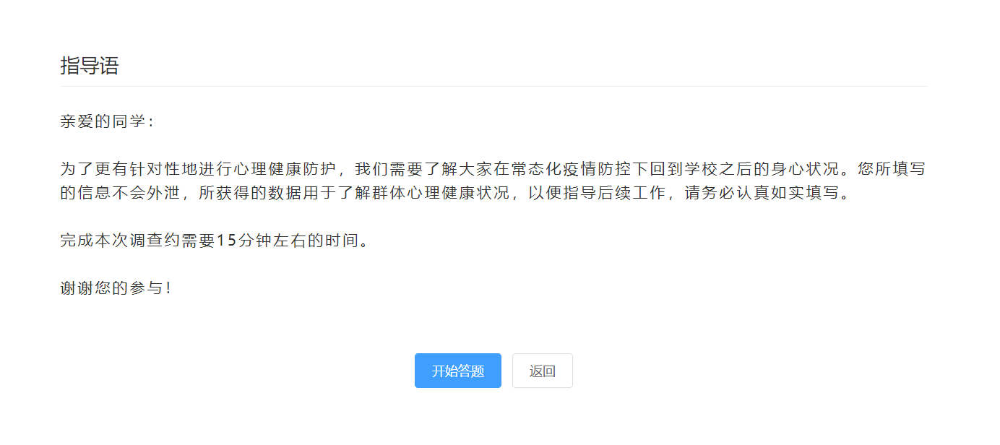 指导语
亲爱的同学：
为了更有针对性地进行心理健康防护，我们需要了解大家在常态化疫情防控下回到学校之后的身心状况。您所填写
的信息不会外泄，所获得的数据用于了解群体心理健康状况，以便指导后续工作，请务必认真如实填写。
完成本次调查约需要15分钟左右的时间。
谢谢您的参与！
开始答题
返回